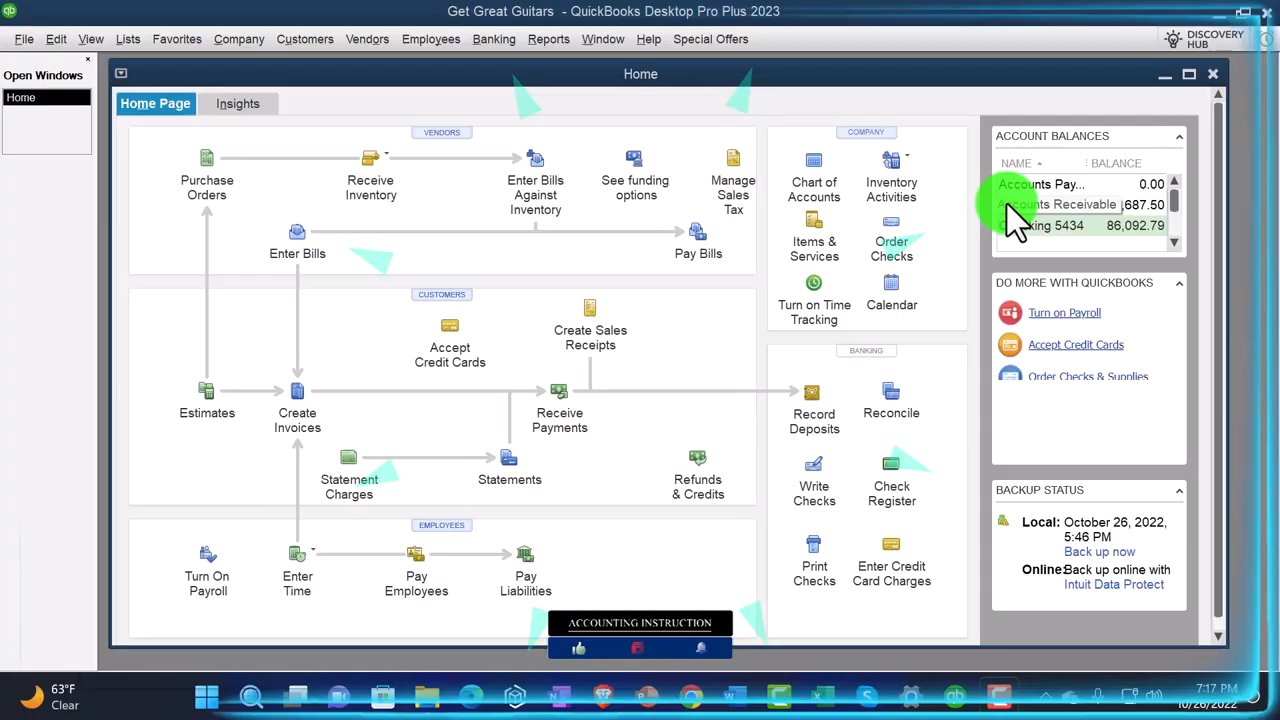 qb
Get Great Guitars - QuickBooks Desktop Pro Plus 2023
File Edit View Lists Favorites Company Customers Vendors Employees Banking Reports Window Help Special Offers
DISCOVERY
HUB
Open Windows
Home
Home
Home Page
Insights
VENDORS
Purchase
Orders
Receive
Inventory
Enter Bills
Against
Inventory
See funding
options
Manage
Sales
Tax
Enter Bills
Pay Bills
CUSTOMERS
Accept
Credit Cards
Create Sales
Receipts
Estimates
Create
Invoices
Receive
Payments
Statement
Charges
Statements
Refunds
& Credits
EMPLOYEES
Turn On
Payroll
Enter
Time
Pay
Employees
Pay
Liabilities
COMPANY
Chart of
Accounts
Inventory
Activities
Items &
Services
Order
Checks
Turn on Time
Tracking
Calendar
BANKING
Record
Deposits
Reconcile
Write
Checks
Check
Register
Print
Checks
Enter Credit
Card Charges
ACCOUNT BALANCES
NAME BALANCE
Accounts Pay... 0.00
Accounts Receivable ,687.50
king 5434 86,092.79
DO MORE WITH QUICKBOOKS
Turn on Payroll
Accept Credit Cards
Order Checks & Supplies
BACKUP STATUS
Local: October 26, 2022,
5:46 PM
Back up now
Online: Back up online with
Intuit Data Protect
ACCOUNTING INSTRUCTION
63°F
Clear
7:17 PM
10/26/2022